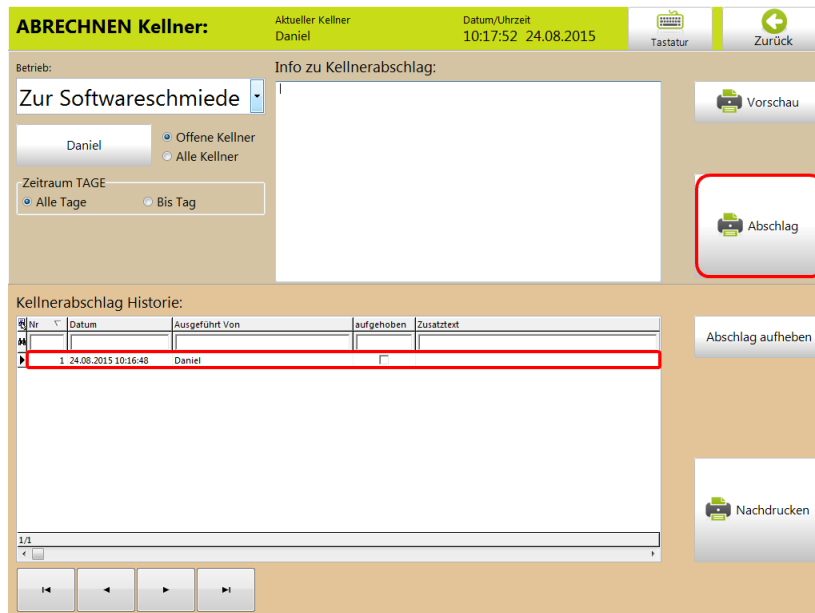 ABRECHNEN Kellner:
Aktueller Kellner
Daniel
Datum/Uhrzeit
10:17:52 24.08.2015
Tastatur
Zurück
Betrieb:
Zur Softwareschmiede
Daniel
Offene Kellner
Alle Kellner
Zeitraum TAGE
Alle Tage
Bis Tag
Info zu Kellnerabschlag:
Vorschau
Abschlag
Kellnerabschlag Historie:
Nr Datum Ausgeführt Von aufgehoben Zusatztext
1 24.08.2015 10:16:48 Daniel
1/1
Abschlag aufheben
Nachdrucken